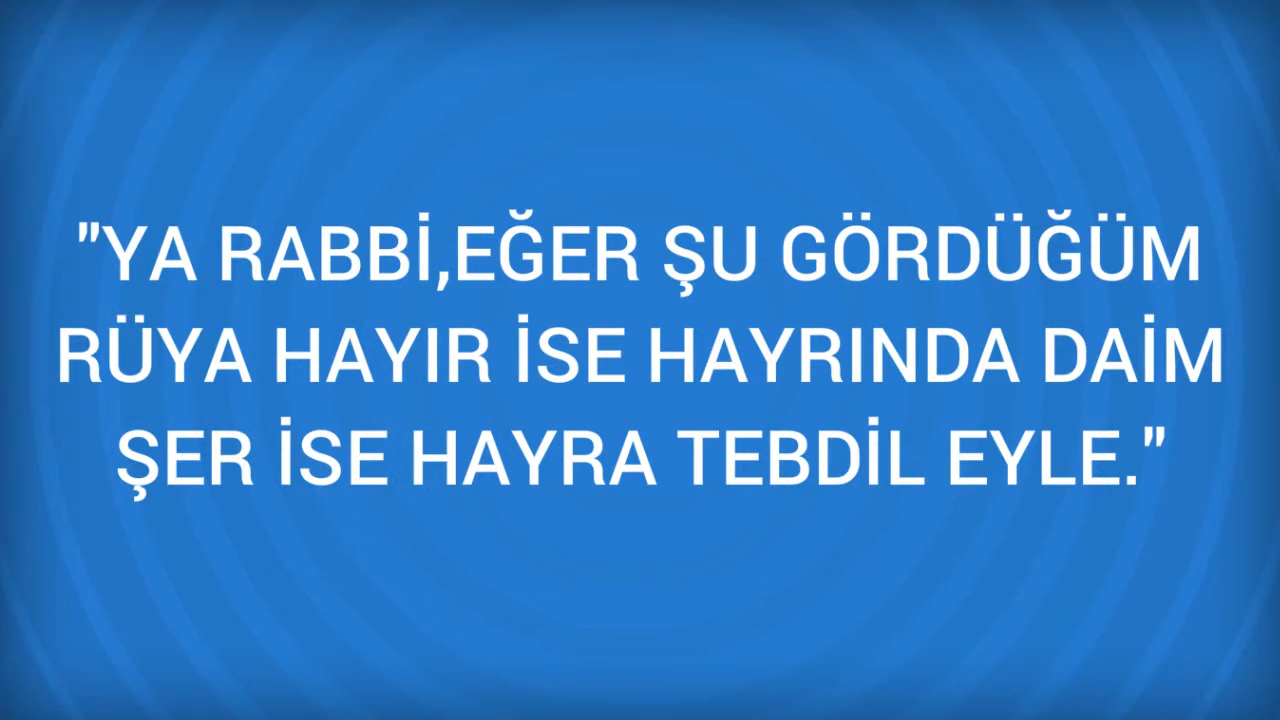 "YA RABBİ,EĞER ŞU GÖRDÜĞÜM
RÜYA HAYIR İSE HAYRINDA DAİM
ŞER İSE HAYRA TEBDİL EYLE."